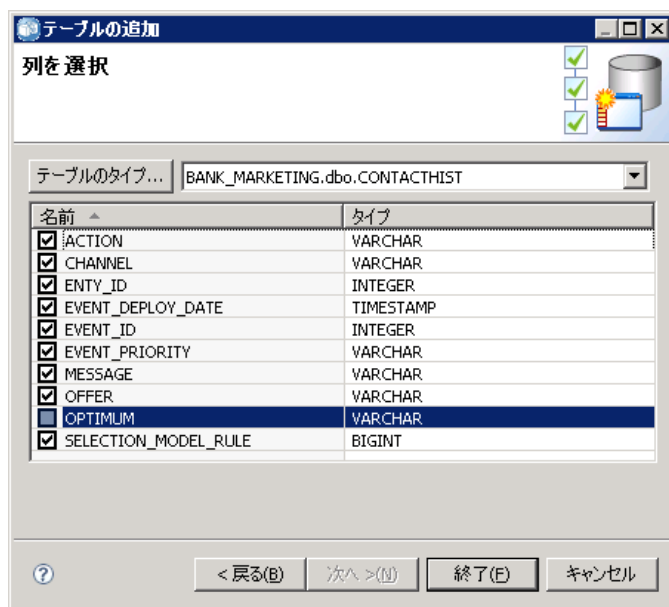 テーブルの追加
列を選択
テーブルのタイプ... BANK_MARKETING.dbo.CONTACTHIST
名前 タイプ
ACTION VARCHAR
CHANNEL VARCHAR
ENTY_ID INTEGER
EVENT_DEPLOY_DATE TIMESTAMP
EVENT_ID INTEGER
EVENT_PRIORITY VARCHAR
MESSAGE VARCHAR
OFFER VARCHAR
OPTIMUM VARCHAR
SELECTION_MODEL_RULE BIGINT
? < 戻る(B) 次へ >(N) 終了(F) キャンセル